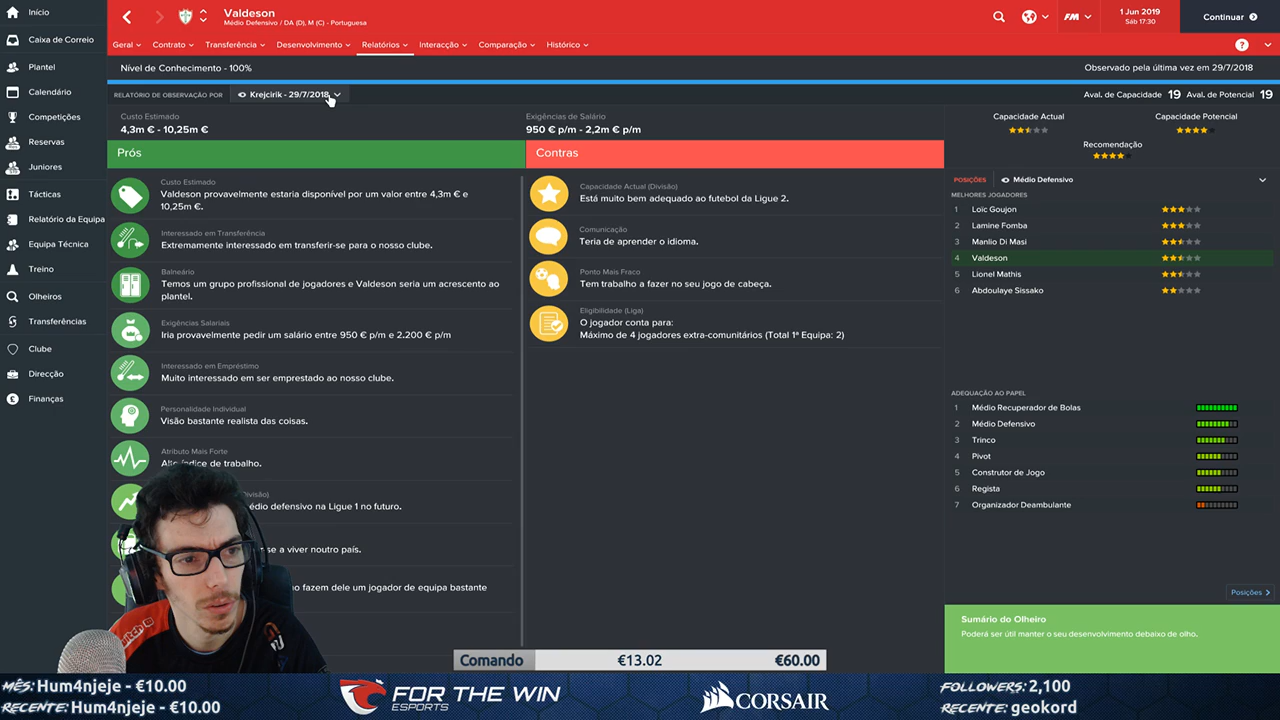 Início
Caixa de Correio
Plantel
Calendário
Competições
Reservas
Juniores
Tácticas
Relatório da Equipa
Equipa Técnica
Treino
Olheiros
Transferências
Clube
Direcção
Finanças
Valdeson
Médio Defensivo / DA (D), M (C) - Portuguesa
FM
1 Jun 2019
Sáb 17:30
Continuar
Geral
Contrato
Transferência
Desenvolvimento
Relatórios
Interacção
Comparação
Histórico
?
Nível de Conhecimento - 100%
Observado pela última vez em 29/7/2018
RELATÓRIO DE OBSERVAÇÃO POR
Krejcirik - 29/7/2018
Aval. de Capacidade 19 Aval. de Potencial 19
Custo Estimado
4,3m € - 10,25m €
Exigências de Salário
950 € p/m - 2,2m € p/m
Prós
Custo Estimado
Valdeson provavelmente estaria disponível por um valor entre 4,3m € e
10,25m €.
Interessado em Transferência
Extremamente interessado em transferir-se para o nosso clube.
Balneário
Temos um grupo profissional de jogadores e Valdeson seria um acrescento ao
plantel.
Exigências Salariais
Iria provavelmente pedir um salário entre 950 € p/m e 2.200 € p/m
Interessado em Empréstimo
Muito interessado em ser emprestado ao nosso clube.
Personalidade Individual
Visão bastante realista das coisas.
Atributo Mais Forte
Alto índice de trabalho.
Divisão)
édio defensivo na Ligue 1 no futuro.
se a viver noutro país.
no fazem dele um jogador de equipa bastante
Contras
Capacidade Actual (Divisão)
Está muito bem adequado ao futebol da Ligue 2.
Comunicação
Teria de aprender o idioma.
Ponto Mais Fraco
Tem trabalho a fazer no seu jogo de cabeça.
Eligibilidade (Liga)
O jogador conta para:
Máximo de 4 jogadores extra-comunitários (Total 1ª Equipa: 2)
Capacidade Actual
Capacidade Potencial
Recomendação
POSIÇÕES
Médio Defensivo
MELHORES JOGADORES
1 Loïc Goujon
2 Lamine Fomba
3 Manlio Di Masi
4 Valdeson
5 Lionel Mathis
6 Abdoulaye Sissako
ADEQUAÇÃO AO PAPEL
1 Médio Recuperador de Bolas
2 Médio Defensivo
3 Trinco
4 Pivot
5 Construtor de Jogo
6 Regista
7 Organizador Deambulante
Posições
Sumário do Olheiro
Poderá ser útil manter o seu desenvolvimento debaixo de olho.
Comando €13.02 €60.00
MÊS: Hum4njeje - €10.00
RECENTE: Hum4njeje - €10.00
FOR THE WIN
ESPORTS
CORSAIR
FOLLOWERS: 2,100
RECENTE: geokord